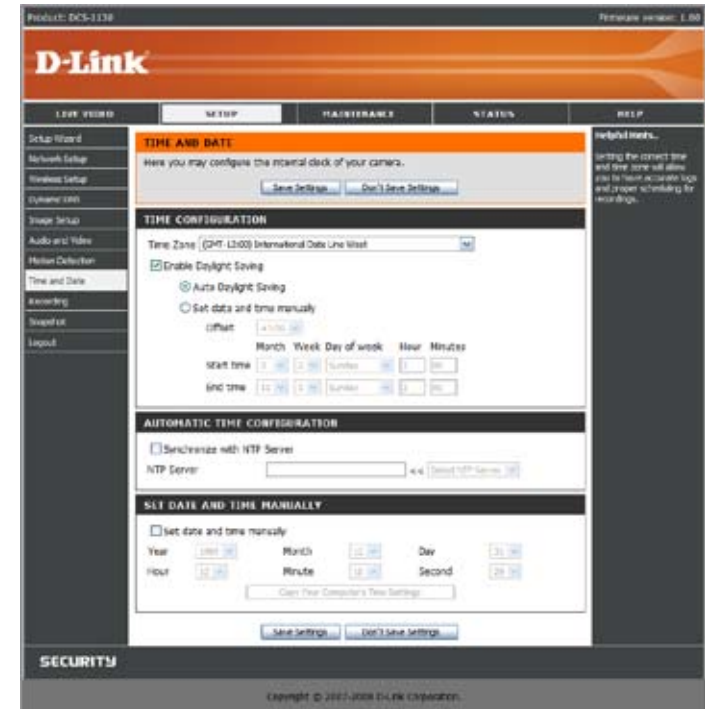 Product: DCS-1130 Firmware version: 1.00
D-Link
LIVE VIDEO SETUP MAINTENANCE STATUS HELP
Setup Wizard
Network Setup
Wireless Setup
Dynamic DNS
Image Setup
Audio and Video
Motion Detection
Time and Date
Recording
Snapshot
Logout
TIME AND DATE
Here you may configure the internal clock of your camera.
Save Settings Don't Save Settings
TIME CONFIGURATION
Time Zone (GMT-12:00) International Date Line West
Enable Daylight Saving
Auto Daylight Saving
Set date and time manually
Offset
Month Week Day of week Hour Minutes
Start time Sunday
End time Sunday
AUTOMATIC TIME CONFIGURATION
Synchronize with NTP Server
NTP Server << Select NTP Server
SET DATE AND TIME MANUALLY
Set date and time manually
Year Month Day
Hour Minute Second
Copy Your Computer's Time Settings
Save Settings Don't Save Settings
Helpful Hints..
Setting the correct time
and time zone will allow
you to have accurate logs
and proper scheduling for
recordings.
SECURITY
Copyright © 2007-2008 D-Link Corporation.